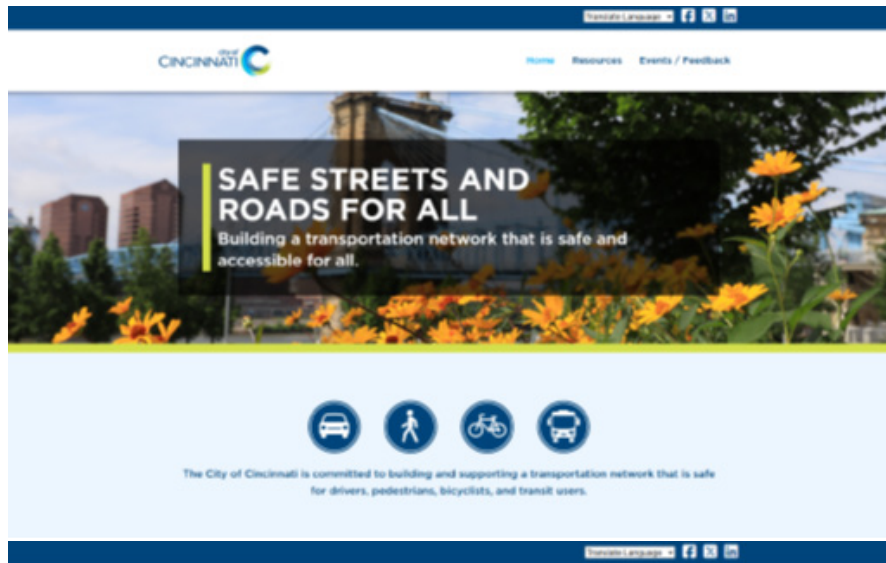 Translate Language
city of
CINCINNATI
Home Resources Events / Feedback
SAFE STREETS AND
ROADS FOR ALL
Building a transportation network that is safe and
accessible for all.
The City of Cincinnati is committed to building and supporting a transportation network that is safe
for drivers, pedestrians, bicyclists, and transit users.
Translate Language